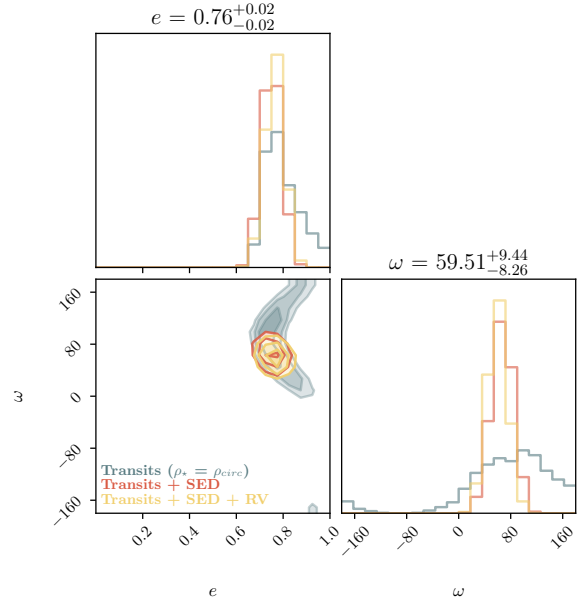 e = 0.76^{+0.02}_{-0.02}
ω = 59.51^{+9.44}_{-8.26}
160
80
0
-80
-160
ω
Transits (ρ⋆ = ρcirc)
Transits + SED
Transits + SED + RV
0.2 0.4 0.6 0.8 1.0
-160 -80 0 80 160
e
ω